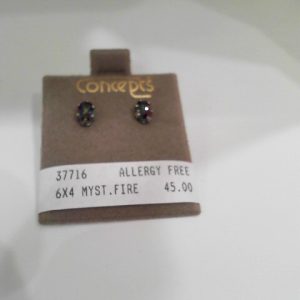 Concepts
37716 ALLERGY FREE
6X4 MYST.FIRE 45.00